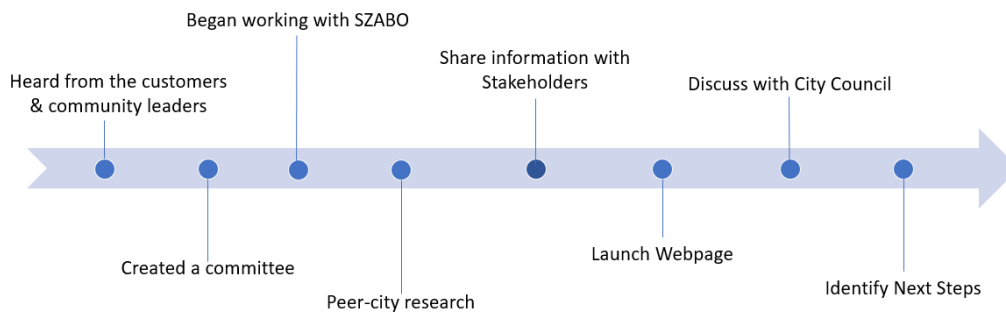 Began working with SZABO
Heard from the customers
& community leaders
Share information with
Stakeholders
Discuss with City Council
Created a committee
Peer-city research
Launch Webpage
Identify Next Steps